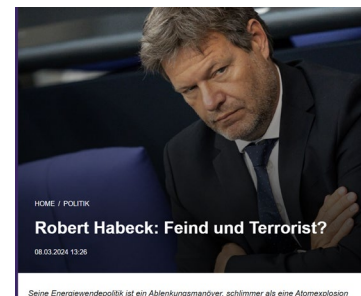 HOME / POLITIK
Robert Habeck: Feind und Terrorist?
08.03.2024 13:26
Seine Energiewendepolitik ist ein Ablenkungsmanöver, schlimmer als eine Atomexplosion